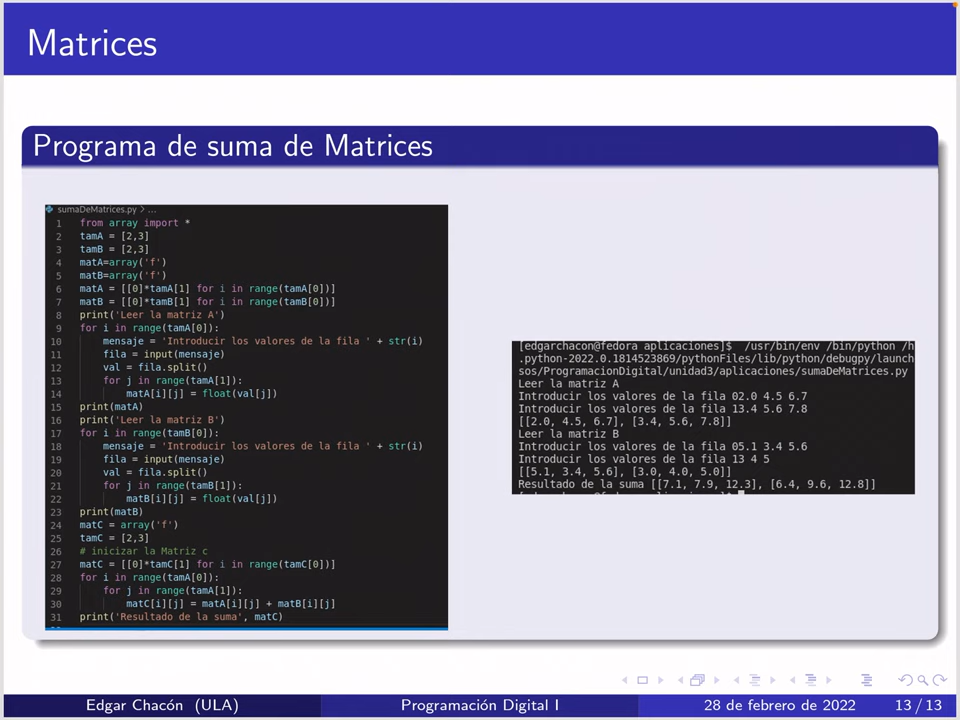 Matrices
Programa de suma de Matrices
sumaDeMatrices.py > ...
1 from array import *
2 tamA = [2,3]
3 tamB = [2,3]
4 matA=array('f')
5 matB=array('f')
6 matA = [[0]*tamA[1] for i in range(tamA[0])]
7 matB = [[0]*tamB[1] for i in range(tamB[0])]
8 print('Leer la matriz A')
9 for i in range(tamA[0]):
10 mensaje = 'Introducir los valores de la fila ' + str(i)
11 fila = input(mensaje)
12 val = fila.split()
13 for j in range(tamA[1]):
14 matA[i][j] = float(val[j])
15 print(matA)
16 print('Leer la matriz B')
17 for i in range(tamB[0]):
18 mensaje = 'Introducir los valores de la fila ' + str(i)
19 fila = input(mensaje)
20 val = fila.split()
21 for j in range(tamB[1]):
22 matB[i][j] = float(val[j])
23 print(matB)
24 matC = array('f')
25 tamC = [2,3]
26 # inicizar la Matriz c
27 matC = [[0]*tamC[1] for i in range(tamC[0])]
28 for i in range(tamA[0]):
29 for j in range(tamA[1]):
30 matC[i][j] = matA[i][j] + matB[i][j]
31 print('Resultado de la suma', matC)
[edgarchacon@fedora aplicaciones]$ /usr/bin/env /bin/python /h
.python-2022.0.1814523869/pythonFiles/lib/python/debugpy/launch
sos/ProgramacionDigital/unidad3/aplicaciones/sumaDeMatrices.py
Leer la matriz A
Introducir los valores de la fila 02.0 4.5 6.7
Introducir los valores de la fila 13.4 5.6 7.8
[[2.0, 4.5, 6.7], [3.4, 5.6, 7.8]]
Leer la matriz B
Introducir los valores de la fila 05.1 3.4 5.6
Introducir los valores de la fila 13 4 5
[[5.1, 3.4, 5.6], [3.0, 4.0, 5.0]]
Resultado de la suma [[7.1, 7.9, 12.3], [6.4, 9.6, 12.8]]
Edgar Chacón (ULA) Programación Digital I 28 de febrero de 2022 13 / 13